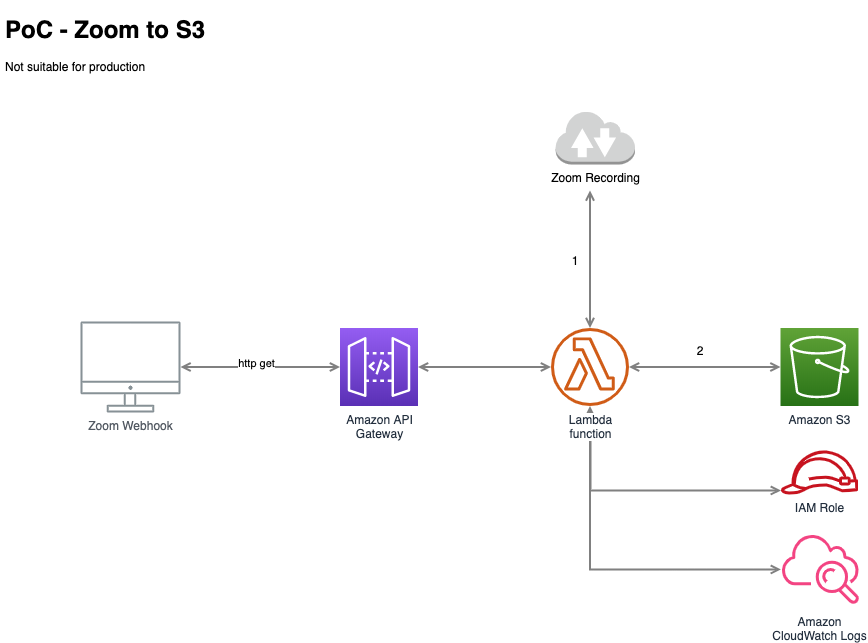 PoC - Zoom to S3
Not suitable for production
Zoom Recording
1
http get
2
Zoom Webhook
Amazon API
Gateway
Lambda
function
Amazon S3
IAM Role
Amazon
CloudWatch Logs